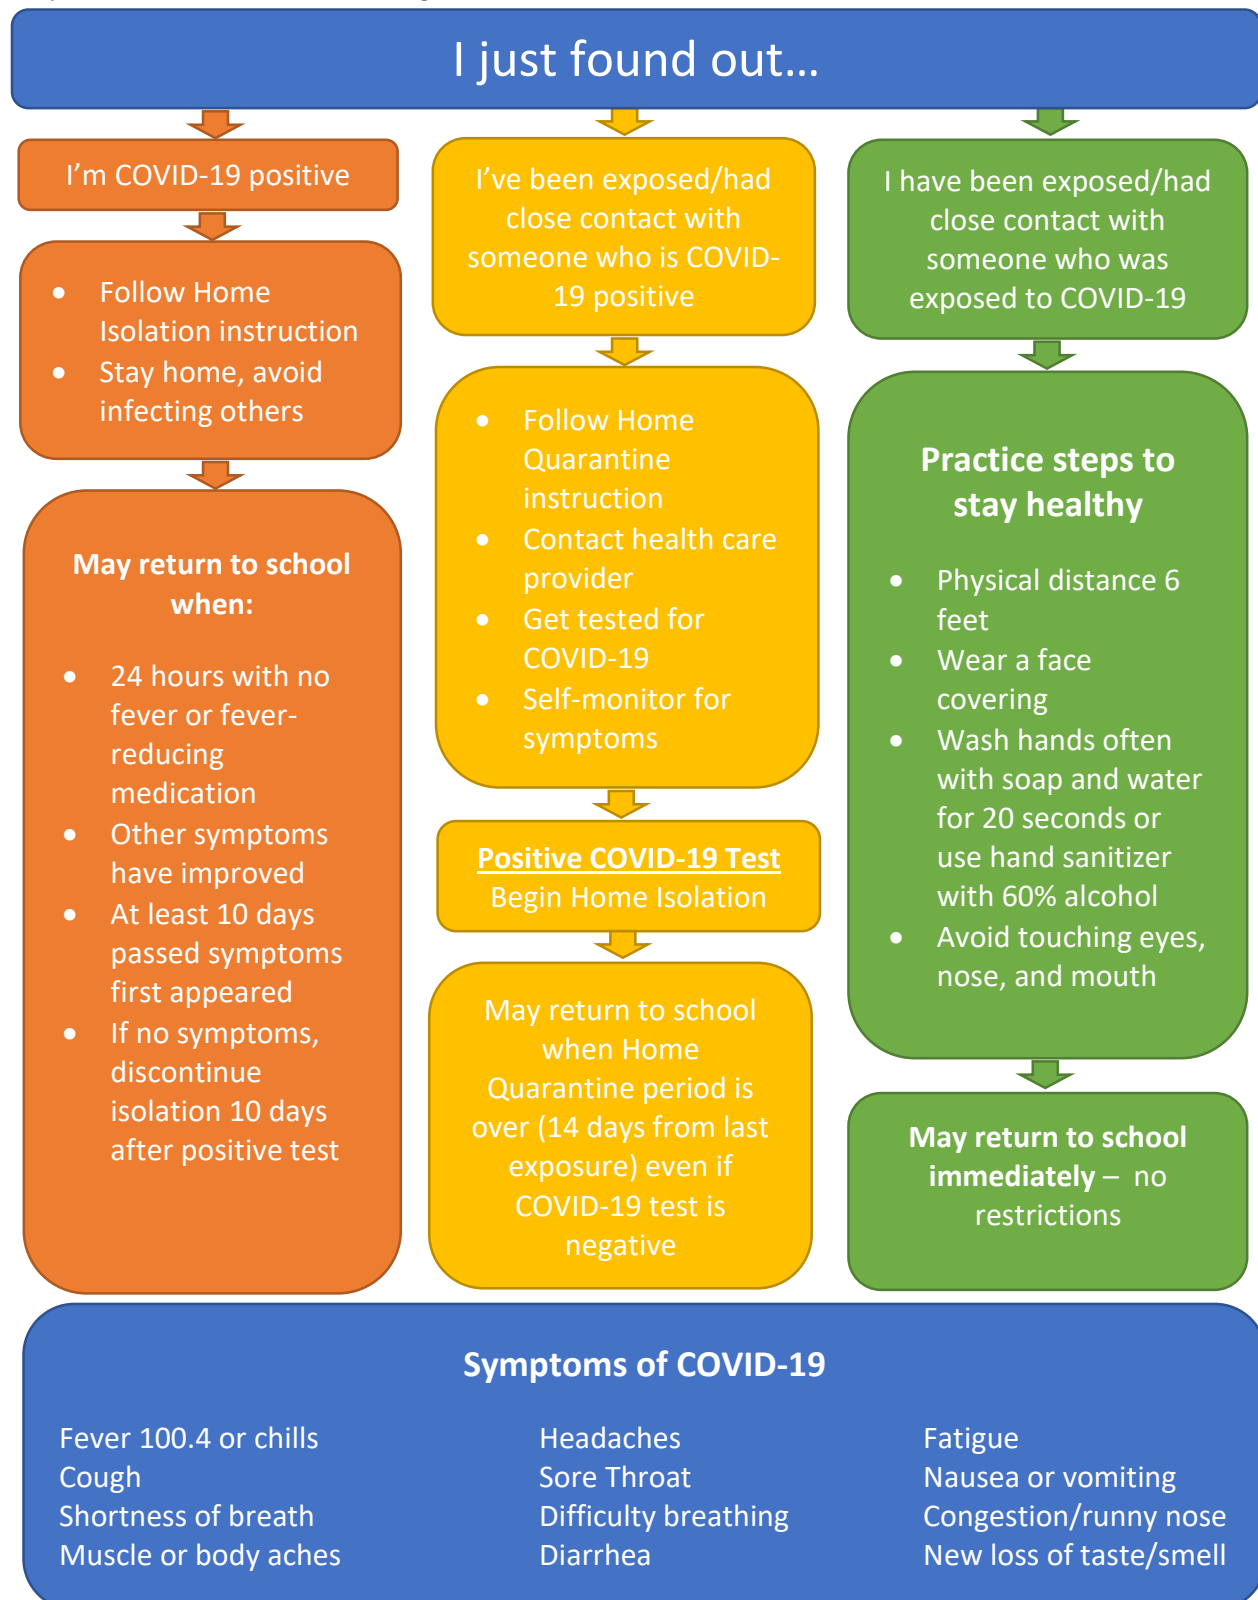 I just found out…
I'm COVID-19 positive
• Follow Home
Isolation instruction
• Stay home, avoid
infecting others
May return to school
when:
• 24 hours with no
fever or fever-
reducing
medication
• Other symptoms
have improved
• At least 10 days
passed symptoms
first appeared
• If no symptoms,
discontinue
isolation 10 days
after positive test
I've been exposed/had
close contact with
someone who is COVID-
19 positive
• Follow Home
Quarantine
instruction
• Contact health care
provider
• Get tested for
COVID-19
• Self-monitor for
symptoms
Positive COVID-19 Test
Begin Home Isolation
May return to school
when Home
Quarantine period is
over (14 days from last
exposure) even if
COVID-19 test is
negative
I have been exposed/had
close contact with
someone who was
exposed to COVID-19
Practice steps to
stay healthy
• Physical distance 6
feet
• Wear a face
covering
• Wash hands often
with soap and water
for 20 seconds or
use hand sanitizer
with 60% alcohol
• Avoid touching eyes,
nose, and mouth
May return to school
immediately – no
restrictions
Symptoms of COVID-19
Fever 100.4 or chills
Cough
Shortness of breath
Muscle or body aches
Headaches
Sore Throat
Difficulty breathing
Diarrhea
Fatigue
Nausea or vomiting
Congestion/runny nose
New loss of taste/smell